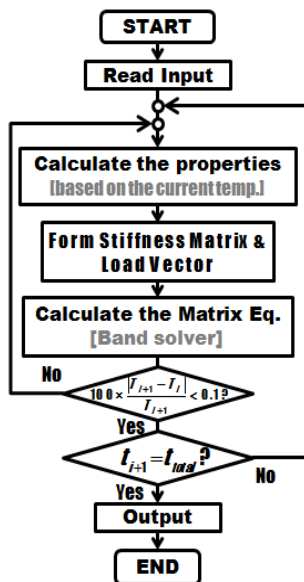 START
Read Input
Calculate the properties
[based on the current temp.]
Form Stiffness Matrix &
Load Vector
Calculate the Matrix Eq.
[Band solver]
No
100 × |T_{i+1} − T_i| / T_{i+1} < 0.1?
Yes
t_{i+1} = t_{total}?
Yes
No
Output
END